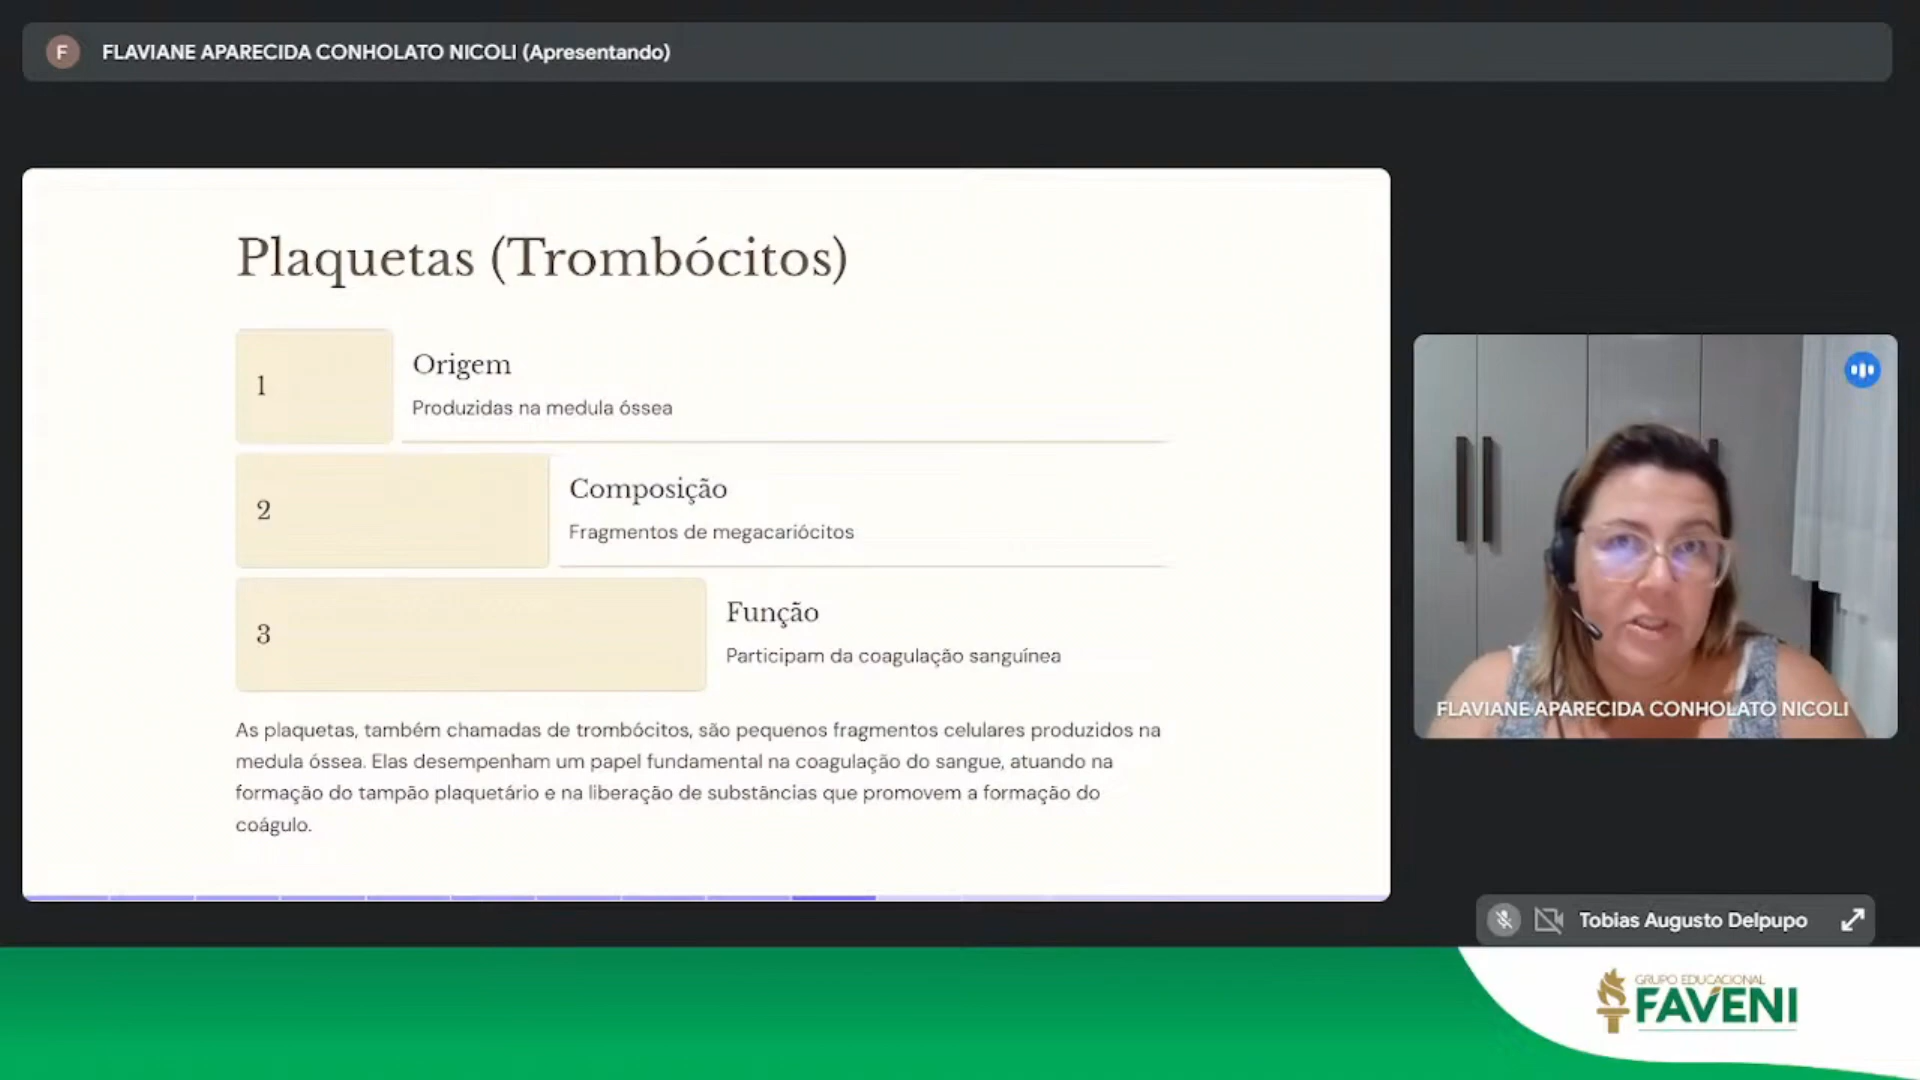 F
FLAVIANE APARECIDA CONHOLATO NICOLI (Apresentando)
Plaquetas (Trombócitos)
1
Origem
Produzidas na medula óssea
2
Composição
Fragmentos de megacariócitos
3
Função
Participam da coagulação sanguínea
As plaquetas, também chamadas de trombócitos, são pequenos fragmentos celulares produzidos na
medula óssea. Elas desempenham um papel fundamental na coagulação do sangue, atuando na
formação do tampão plaquetário e na liberação de substâncias que promovem a formação do
coágulo.
FLAVIANE APARECIDA CONHOLATO NICOLI
Tobias Augusto Delpupo
GRUPO EDUCACIONAL
FAVENI